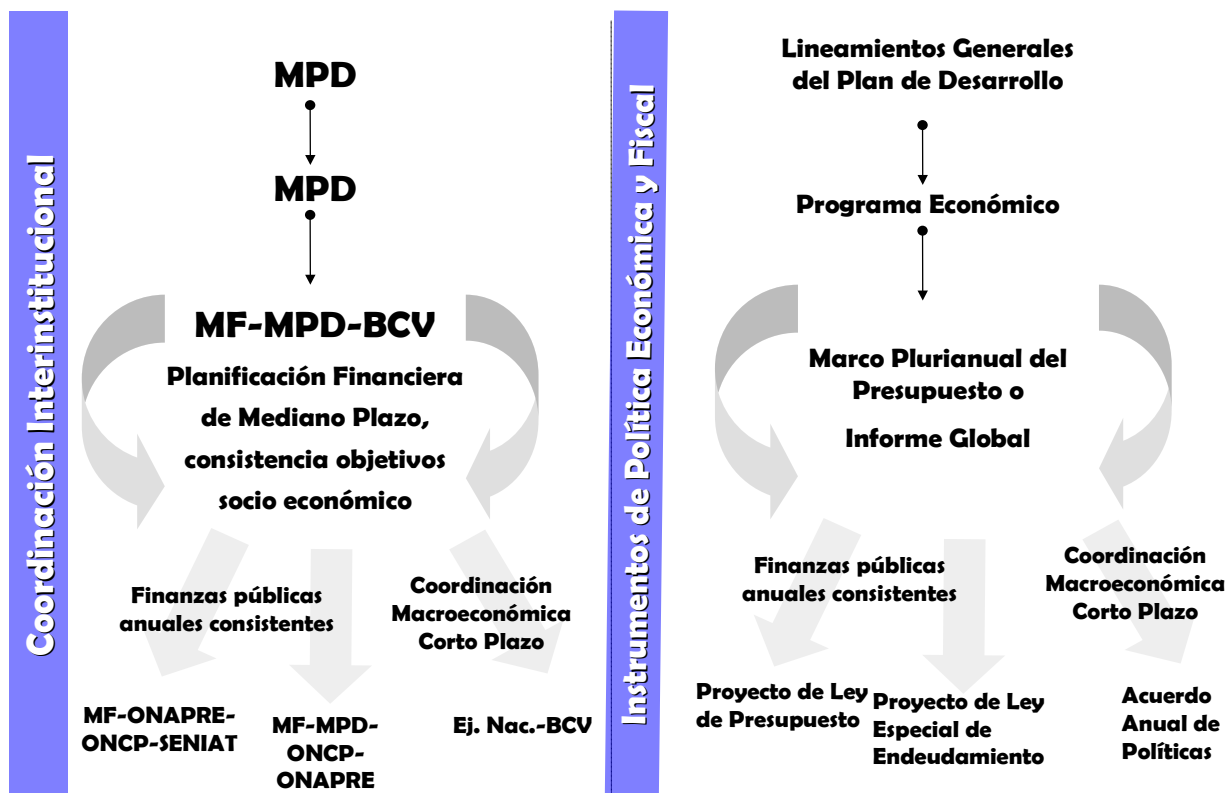 Coordinación Interinstitucional
MPD
MPD
MF-MPD-BCV
Planificación Financiera
de Mediano Plazo,
consistencia objetivos
socio económico
Finanzas públicas
anuales consistentes
Coordinación
Macroeconómica
Corto Plazo
MF-ONAPRE-
ONCP-SENIAT
MF-MPD-
ONCP-
ONAPRE
Ej. Nac.-BCV
Instrumentos de Política Económica y Fiscal
Lineamientos Generales
del Plan de Desarrollo
Programa Económico
Marco Plurianual del
Presupuesto o
Informe Global
Finanzas públicas
anuales consistentes
Coordinación
Macroeconómica
Corto Plazo
Proyecto de Ley
de Presupuesto
Proyecto de Ley
Especial de
Endeudamiento
Acuerdo
Anual de
Políticas